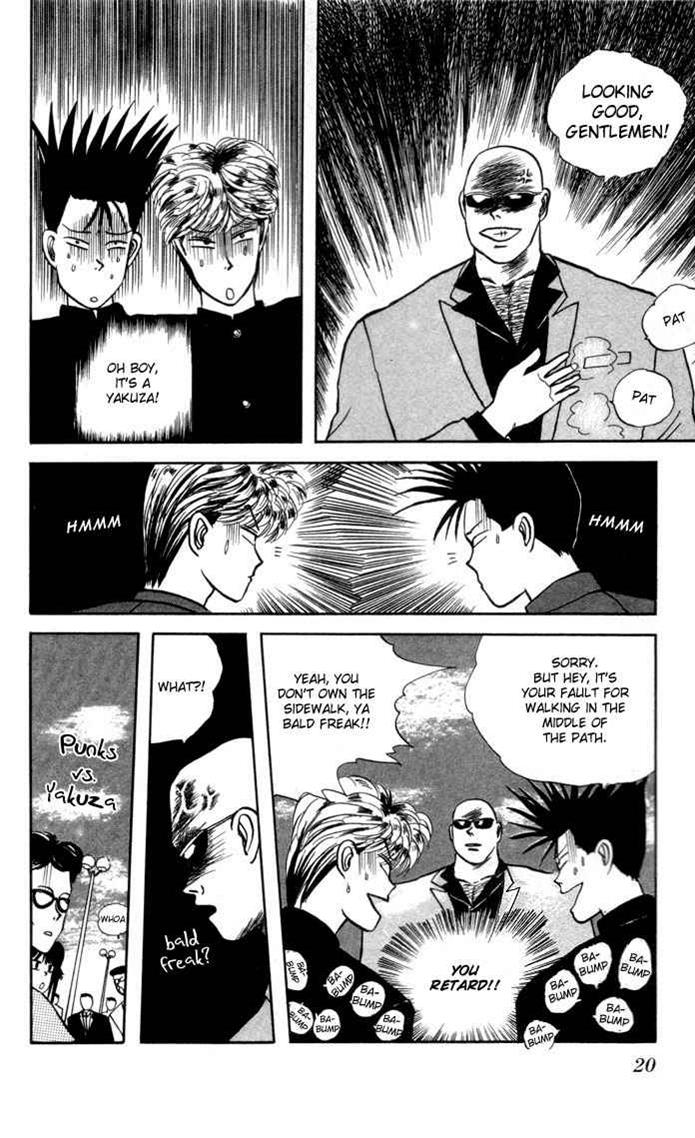 LOOKING
GOOD,
GENTLEMEN!
PAT
PAT
OH BOY,
IT'S A
YAKUZA!
HMMM
HMMM
SORRY.
BUT HEY, IT'S
YOUR FAULT FOR
WALKING IN THE
MIDDLE OF
THE PATH.
YEAH, YOU
DON'T OWN THE
SIDEWALK, YA
BALD FREAK!!
YOU
RETARD!!
BA-
BUMP
BA-
BUMP
BA-
BUMP
BA-
BUMP
BA-
BUMP
BA-
BUMP
BA-
BUMP
BA-
BUMP
BA-
BUMP
BA-
BUMP
WHAT?!
bald
freak?
Punks
vs.
Yakuza
WHOA
20